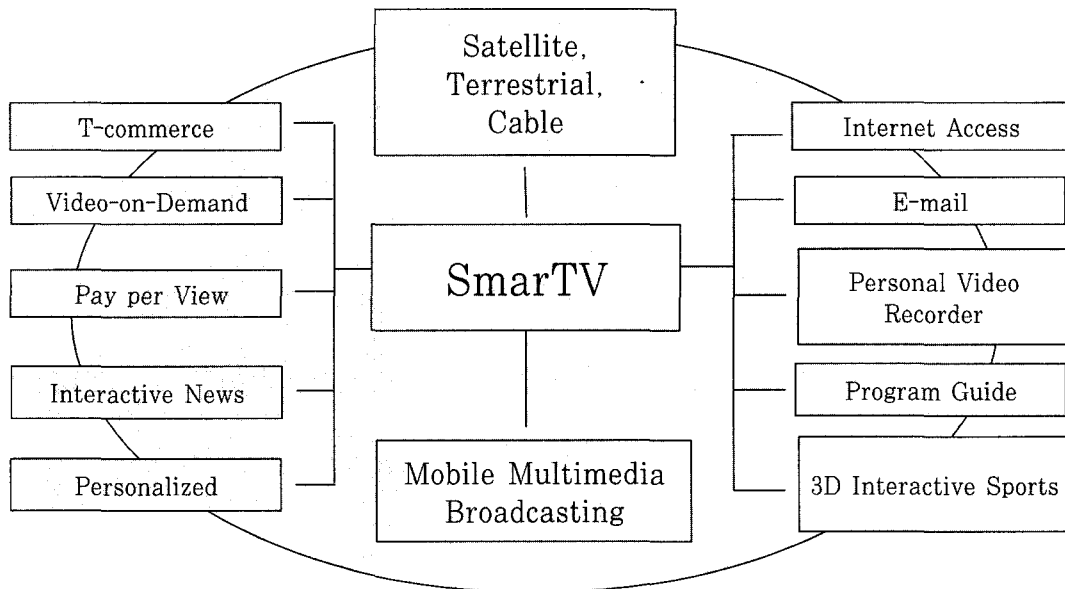 Satellite,
Terrestrial,
Cable
T-commerce
Video-on-Demand
Pay per View
Interactive News
Personalized
SmarTV
Mobile Multimedia
Broadcasting
Internet Access
E-mail
Personal Video
Recorder
Program Guide
3D Interactive Sports